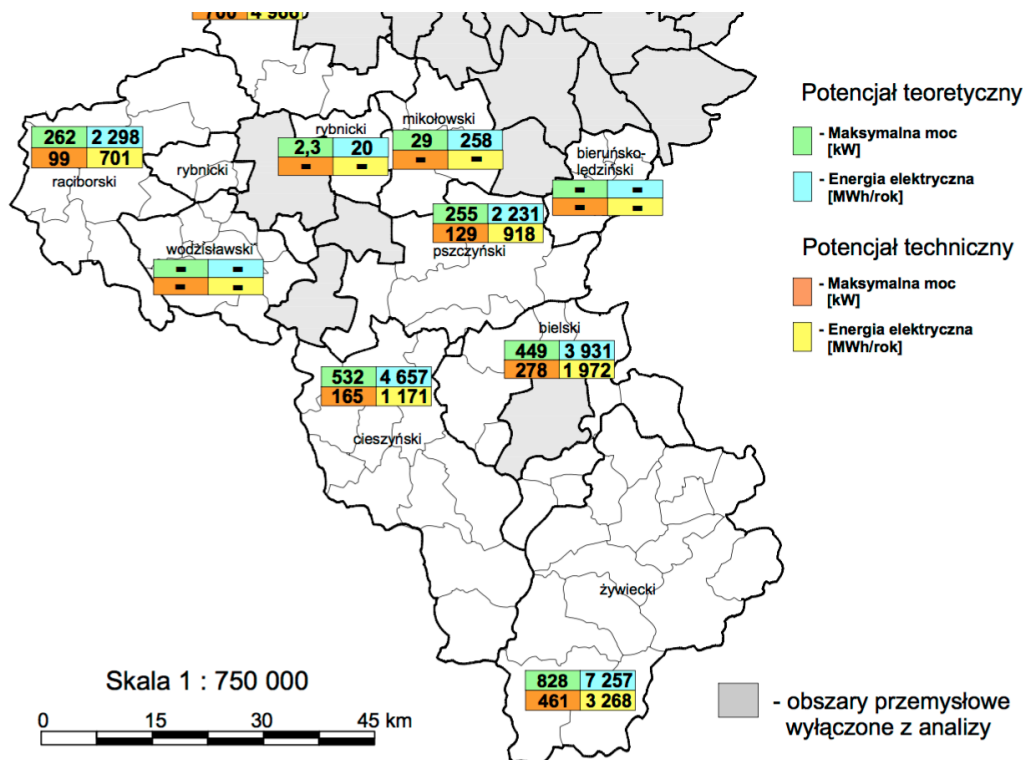 760 4 966
Potencjał teoretyczny
- Maksymalna moc
[kW]
- Energia elektryczna
[MWh/rok]
Potencjał techniczny
- Maksymalna moc
[kW]
- Energia elektryczna
[MWh/rok]
262 2 298
99 701
raciborski
rybnicki
rybnicki
2,3 20
- -
mikołowski
29 258
- -
bieruńsko-
lędziński
- -
- -
255 2 231
129 918
pszczyński
wodzisławski
- -
- -
bielski
449 3 931
278 1 972
532 4 657
165 1 171
cieszyński
żywiecki
828 7 257
461 3 268
Skala 1 : 750 000
0 15 30 45 km
- obszary przemysłowe
wyłączone z analizy